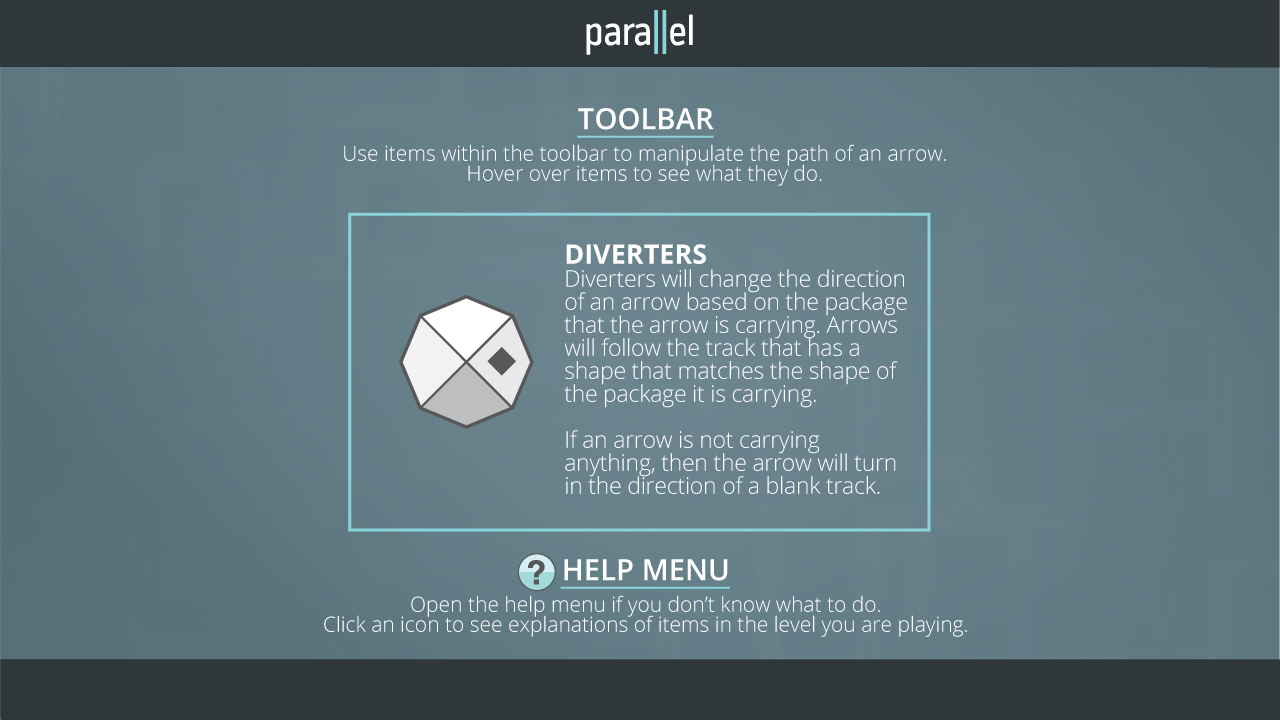 parallel
TOOLBAR
Use items within the toolbar to manipulate the path of an arrow.
Hover over items to see what they do.
DIVERTERS
Diverters will change the direction
of an arrow based on the package
that the arrow is carrying. Arrows
will follow the track that has a
shape that matches the shape of
the package it is carrying.
If an arrow is not carrying
anything, then the arrow will turn
in the direction of a blank track.
? HELP MENU
Open the help menu if you don’t know what to do.
Click an icon to see explanations of items in the level you are playing.